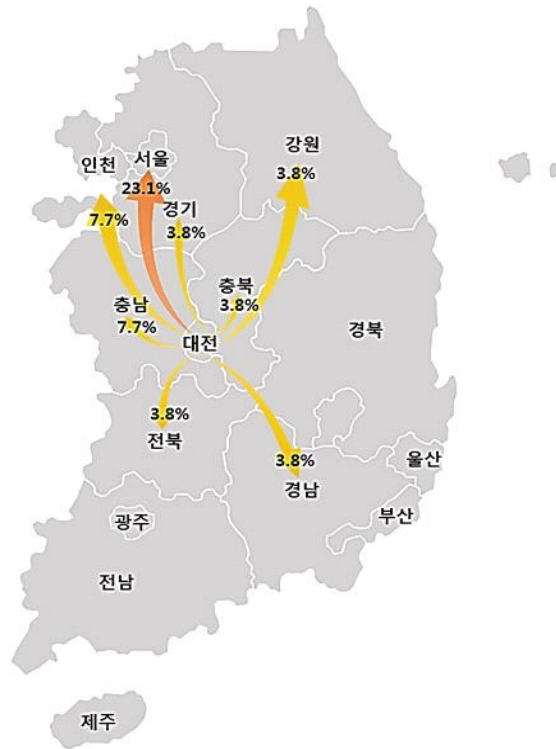 강원
3.8%
서울
인천
23.1%
경기
7.7%
3.8%
충북
3.8%
충남
7.7%
대전
경북
3.8%
전북
3.8%
경남
울산
부산
광주
전남
제주